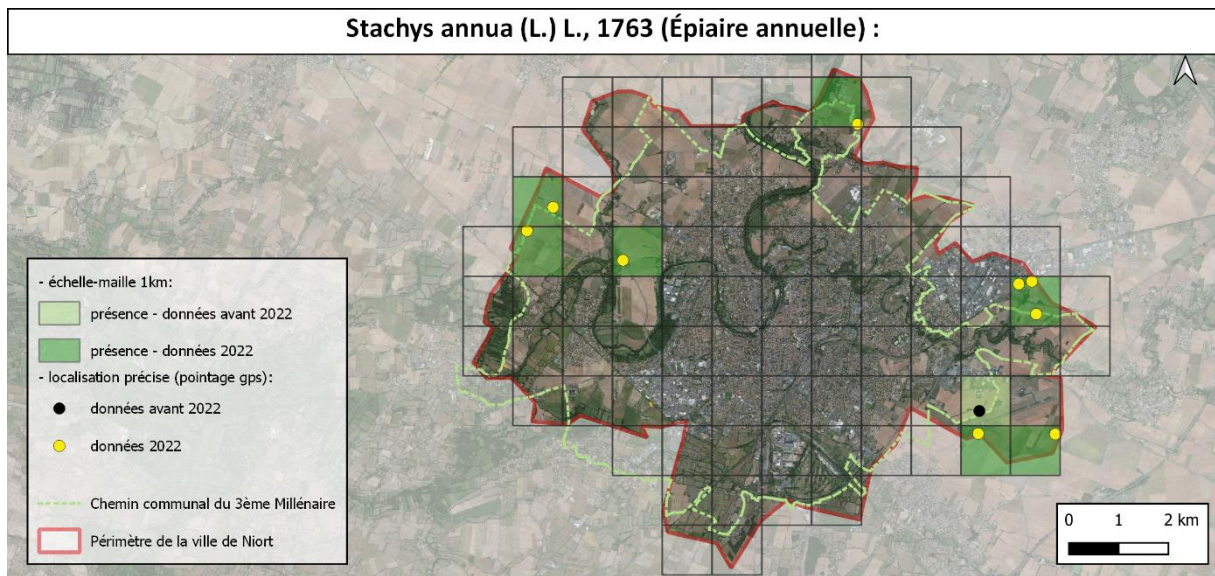 Stachys annua (L.) L., 1763 (Épiaire annuelle) :
- échelle-maille 1km:
présence - données avant 2022
présence - données 2022
- localisation précise (pointage gps):
données avant 2022
données 2022
Chemin communal du 3ème Millénaire
Périmètre de la ville de Niort
0 1 2 km